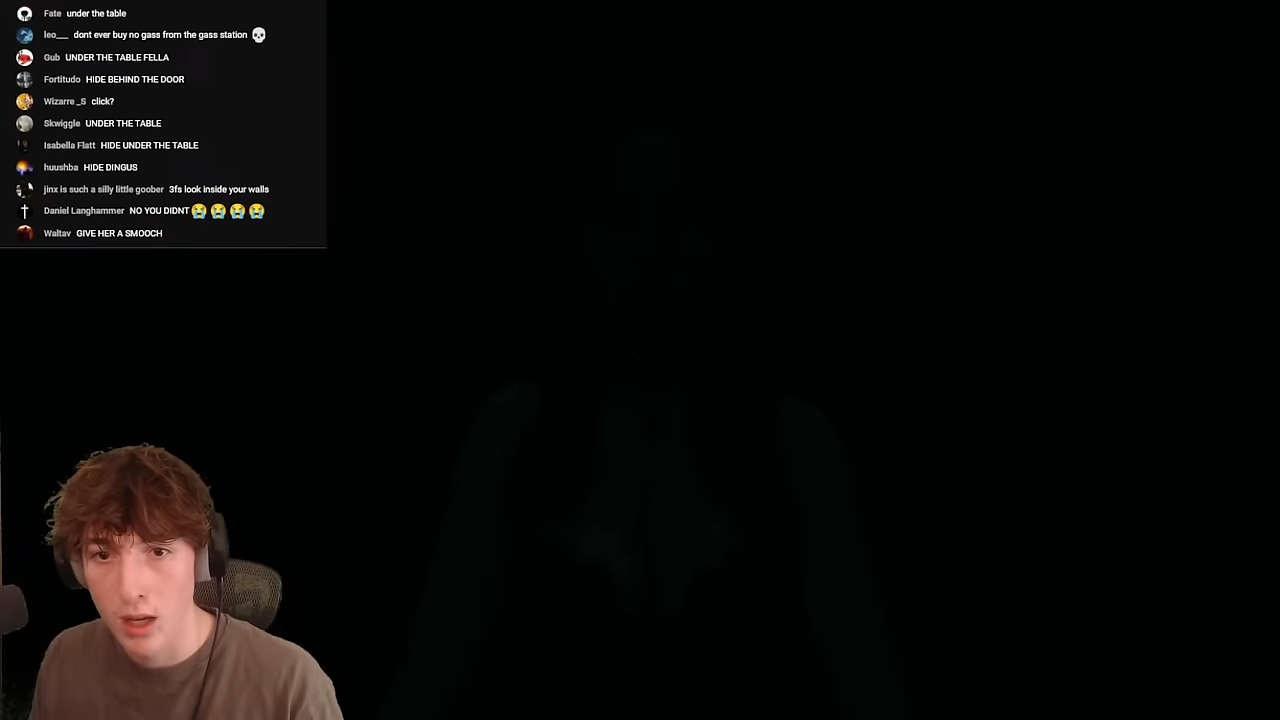 Fate under the table
leo___ dont ever buy no gass from the gass station 💀
Gub UNDER THE TABLE FELLA
Fortitudo HIDE BEHIND THE DOOR
Wizarre _S click?
Skwiggle UNDER THE TABLE
Isabella Flatt HIDE UNDER THE TABLE
huushba HIDE DINGUS
jinx is such a silly little goober 3fs look inside your walls
Daniel Langhammer NO YOU DIDNT 😭 😭 😭 😭
Waltav GIVE HER A SMOOCH